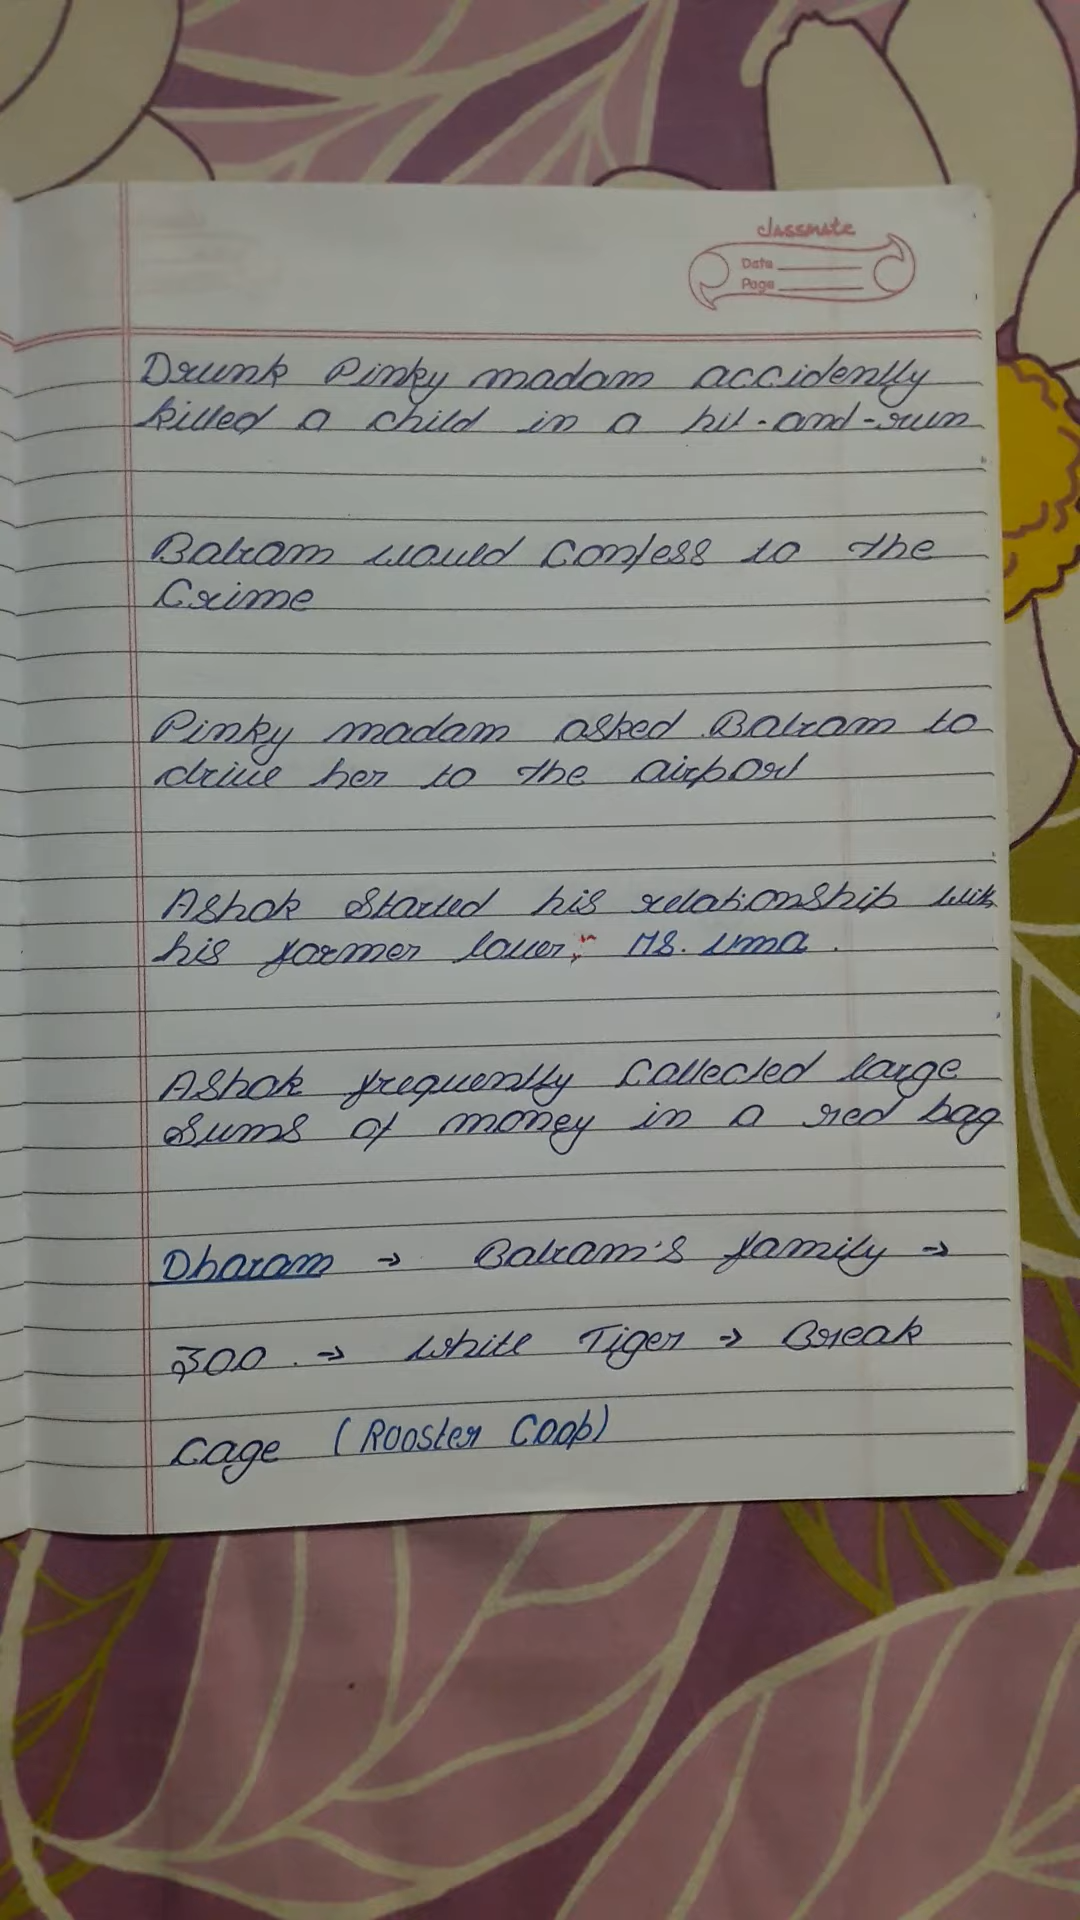 classmate
Date
Page
Drunk Pinky madam accidently
killed a child in a hit-and-run
Balram would Confess to the
Crime
Pinky madam asked Balram to
drive her to the airport
Ashok Started his relationship with
his former lover, Ms. Uma.
Ashok frequently Collected large
Sums of money in a red bag
Dharam → Balram's family →
300 → White Tiger → Break
Cage (Rooster Coop)